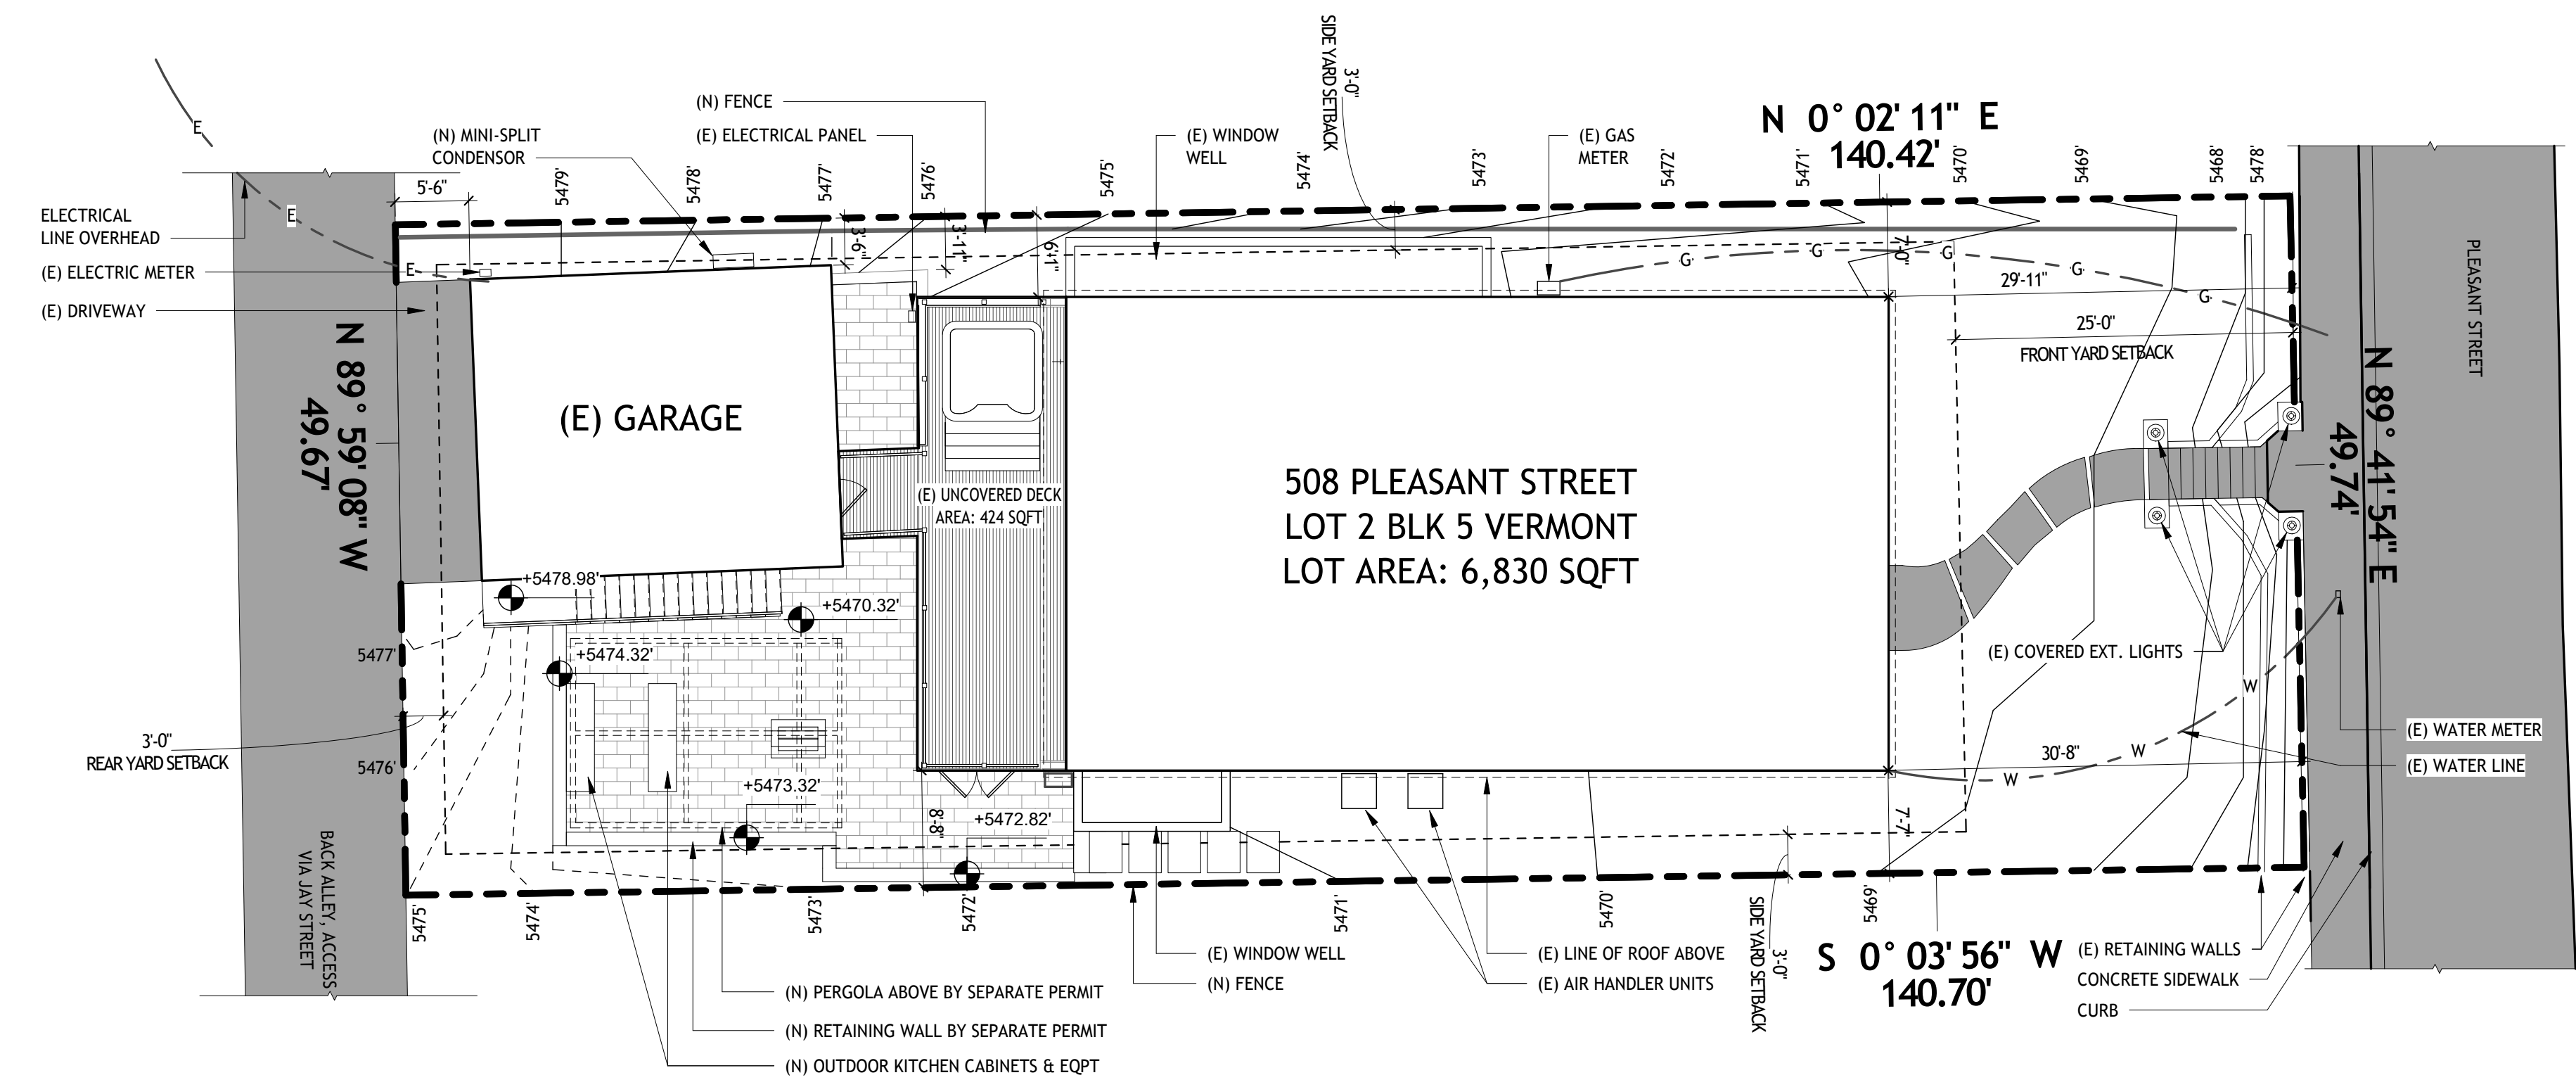 SIDE YARD SETBACK
3'-0"
N 0° 02' 11" E
140.42'
(N) FENCE
(E) ELECTRICAL PANEL
(N) MINI-SPLIT
CONDENSOR
(E) WINDOW
WELL
(E) GAS
METER
E
5'-6"
5479'
5478'
5477'
5476'
5475'
5474'
5473'
5472'
5471'
5470'
5469'
5468'
5478'
ELECTRICAL
LINE OVERHEAD
E
(E) ELECTRIC METER
E
(E) DRIVEWAY
3'-6"
3'-11"
6'-1"
7'-0"
G
G
G
G
G
29'-11"
25'-0"
FRONT YARD SETBACK
PLEASANT STREET
N 89° 59' 08" W
49.67'
(E) GARAGE
N 89° 41' 54" E
49.74'
(E) UNCOVERED DECK
AREA: 424 SQFT
508 PLEASANT STREET
LOT 2 BLK 5 VERMONT
LOT AREA: 6,830 SQFT
+5478.98'
+5470.32'
+5474.32'
+5473.32'
+5472.82'
5477'
5476'
3'-0"
REAR YARD SETBACK
(E) COVERED EXT. LIGHTS
W
W
W
30'-8"
(E) WATER METER
(E) WATER LINE
8'-8"
7'-7"
BACK ALLEY, ACCESS
VIA JAY STREET
5475'
5474'
5473'
5472'
5471'
5470'
5469'
SIDE YARD SETBACK
3'-0"
S 0° 03' 56" W
140.70'
(E) WINDOW WELL
(N) FENCE
(E) LINE OF ROOF ABOVE
(E) AIR HANDLER UNITS
(E) RETAINING WALLS
CONCRETE SIDEWALK
CURB
(N) PERGOLA ABOVE BY SEPARATE PERMIT
(N) RETAINING WALL BY SEPARATE PERMIT
(N) OUTDOOR KITCHEN CABINETS & EQPT